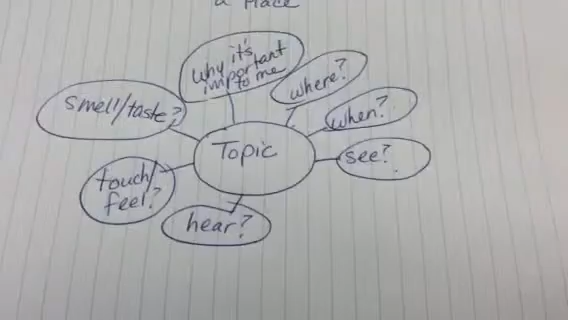 a Place
Why it's
important
to me
where?
smell/taste?
when?
Topic
see?
touch/
feel?
hear?